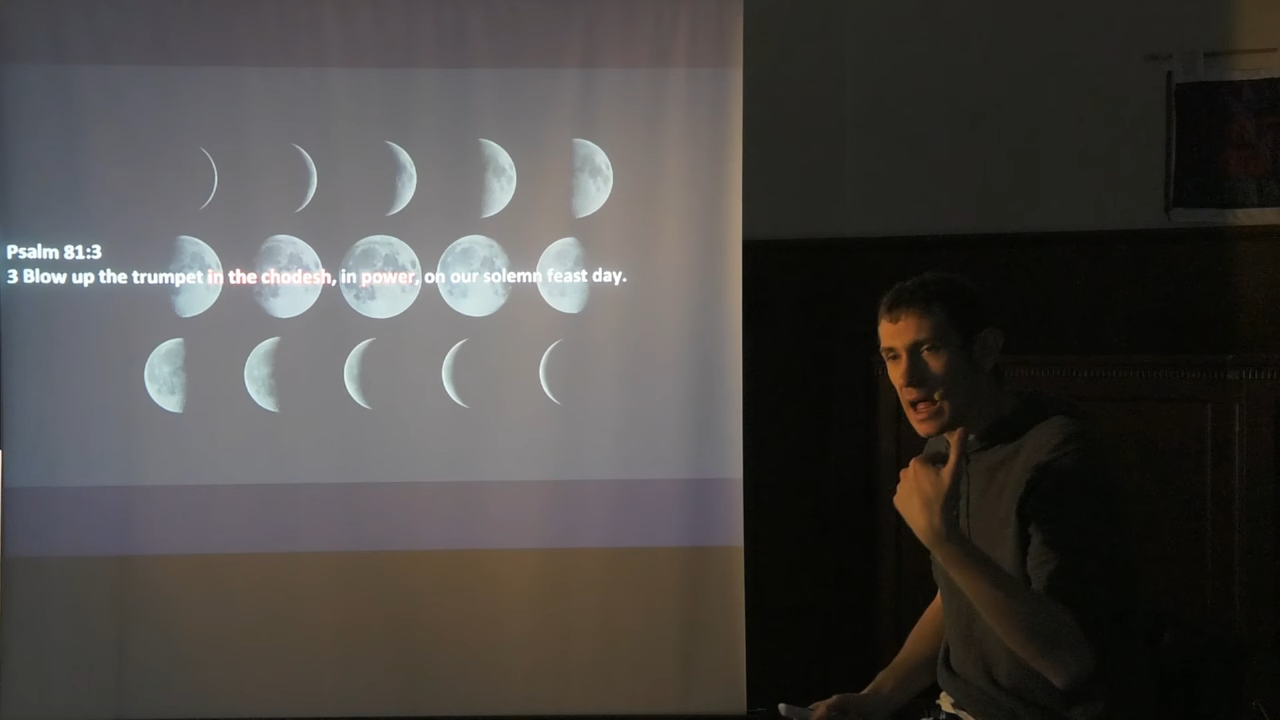 Psalm 81:3
3 Blow up the trumpet in the chodesh, in power, on our solemn feast day.